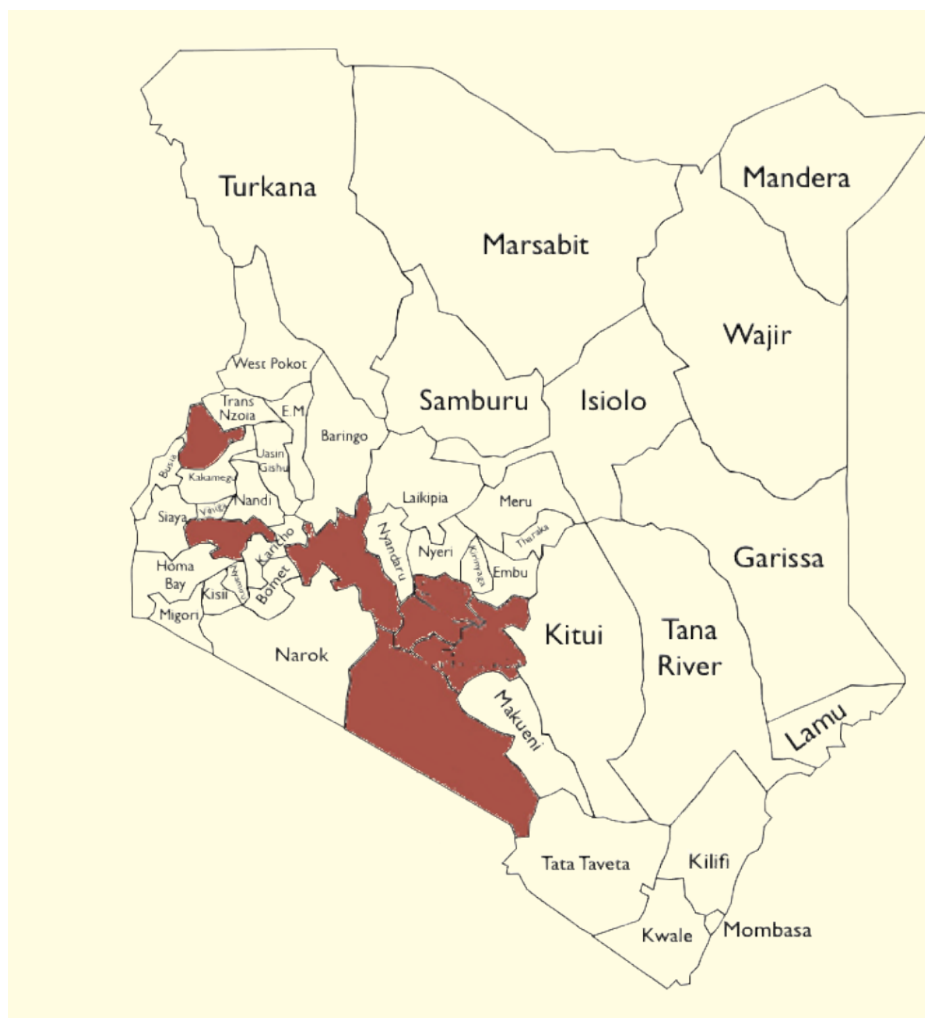 Turkana
Mandera
Marsabit
Wajir
West Pokot
Trans
Nzoia
E.M.
Samburu
Isiolo
Baringo
Busia
Uasin
Gishu
Kakamega
Nandi
Laikipia
Meru
Siaya
Vihiga
Kericho
Nyandaru
Nyeri
Kirinyaga
Tharaka
Embu
Garissa
Homa
Bay
Kisii
Nyamira
Bomet
Migori
Narok
Kitui
Tana
River
Makueni
Lamu
Tata Taveta
Kilifi
Kwale
Mombasa